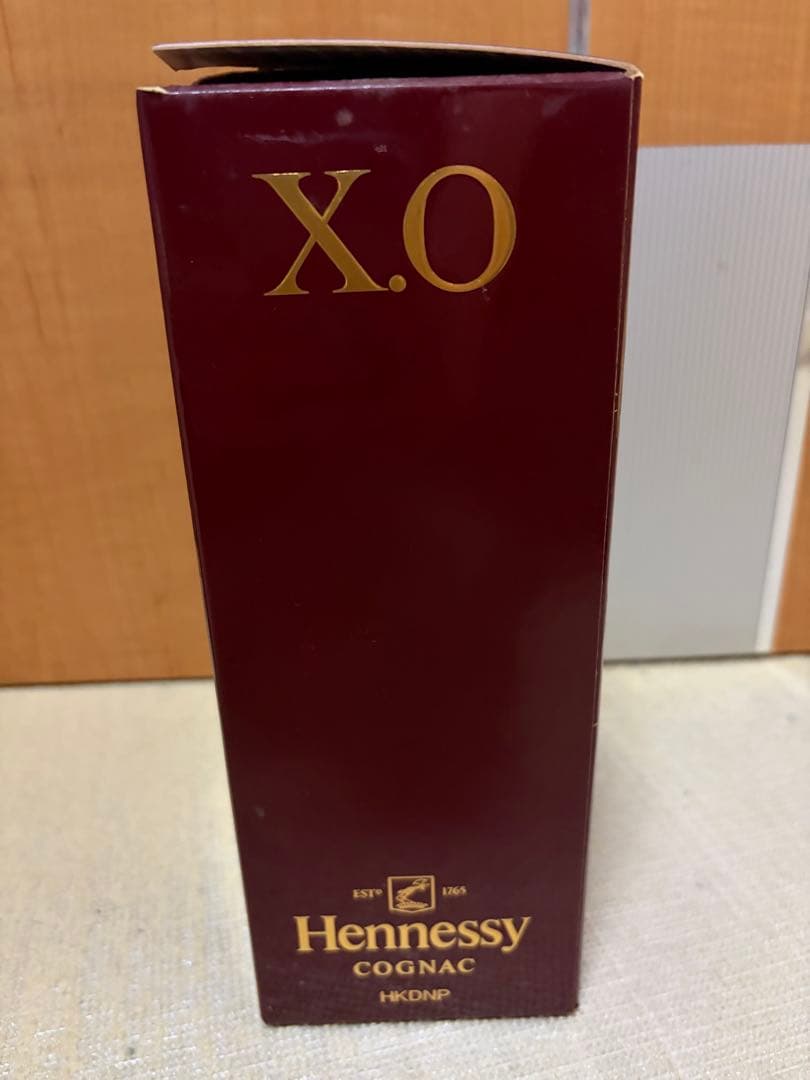 X.O
ESTD 1765
Hennessy
COGNAC
HKDNP